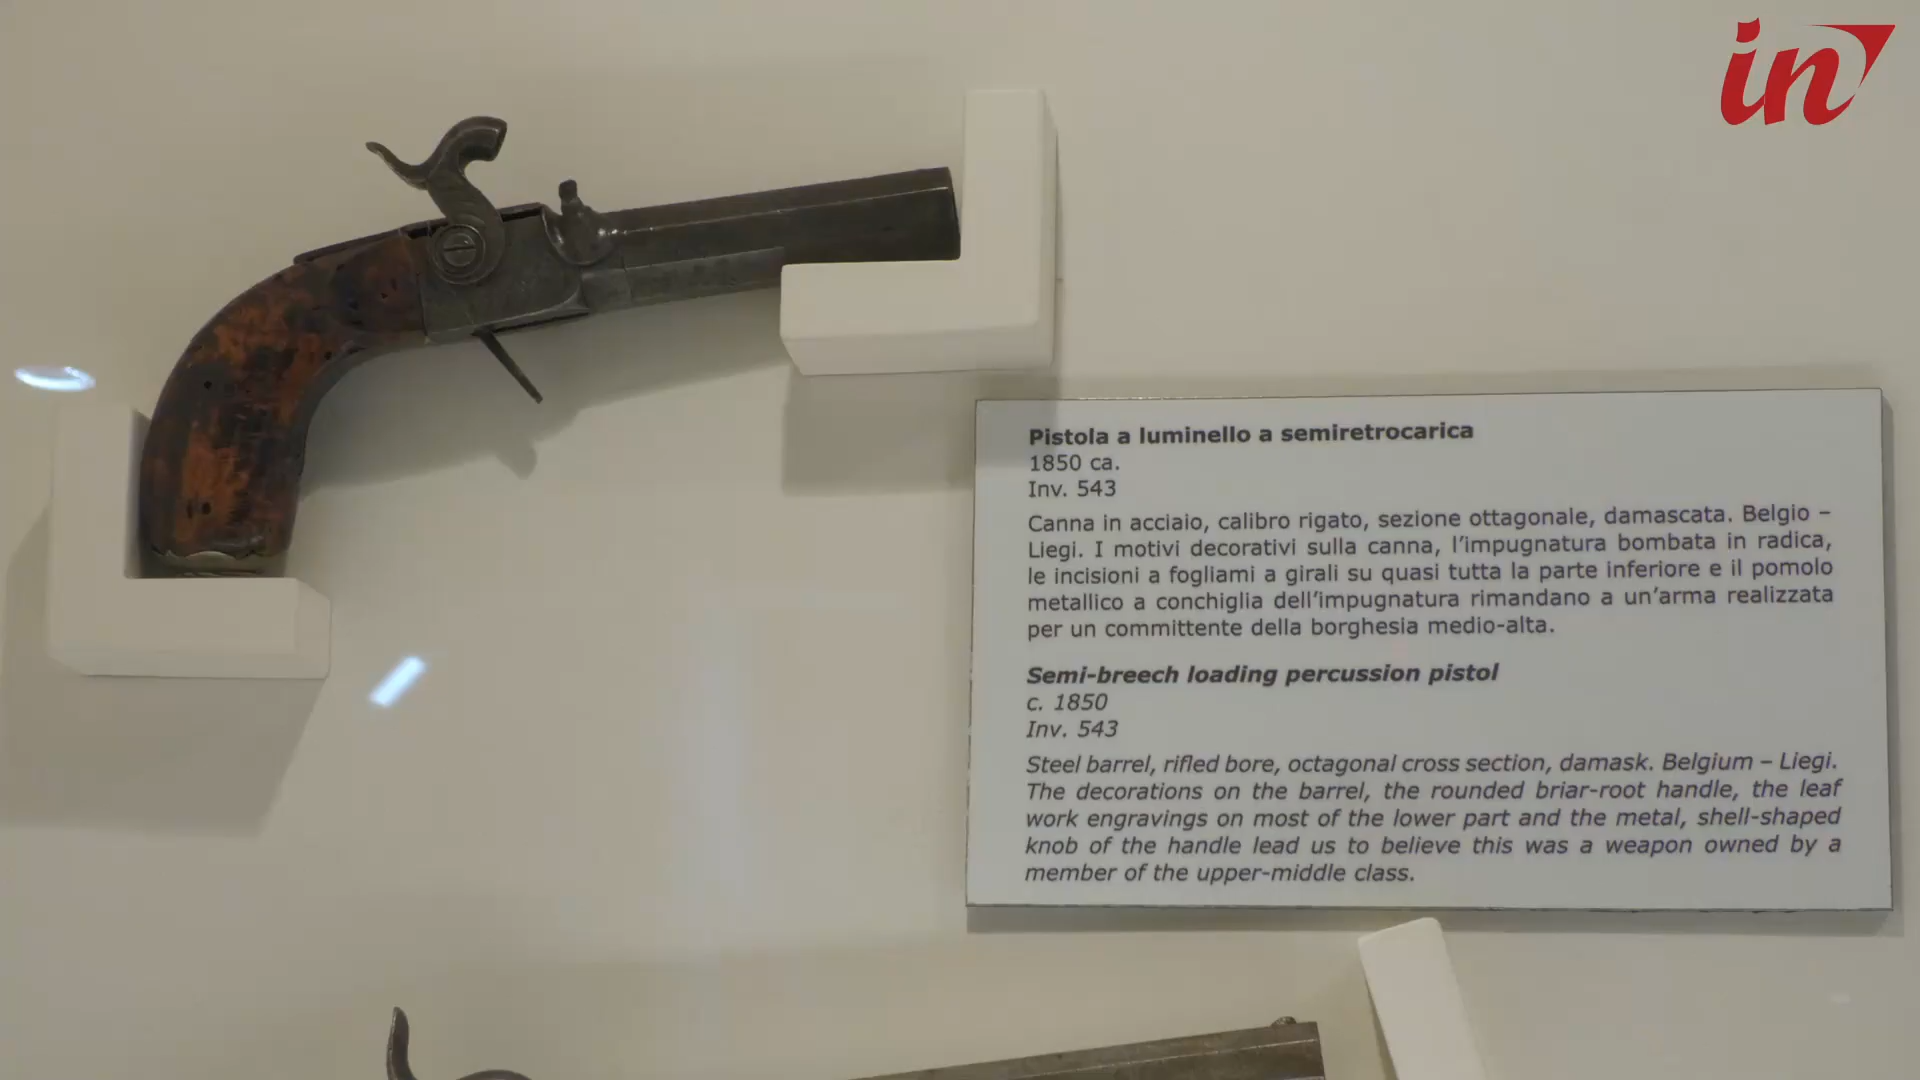 in
Pistola a luminello a semiretrocarica
1850 ca.
Inv. 543
Canna in acciaio, calibro rigato, sezione ottagonale, damascata. Belgio –
Liegi. I motivi decorativi sulla canna, l'impugnatura bombata in radica,
le incisioni a fogliami a girali su quasi tutta la parte inferiore e il pomolo
metallico a conchiglia dell'impugnatura rimandano a un'arma realizzata
per un committente della borghesia medio-alta.
Semi-breech loading percussion pistol
c. 1850
Inv. 543
Steel barrel, rifled bore, octagonal cross section, damask. Belgium – Liegi.
The decorations on the barrel, the rounded briar-root handle, the leaf
work engravings on most of the lower part and the metal, shell-shaped
knob of the handle lead us to believe this was a weapon owned by a
member of the upper-middle class.